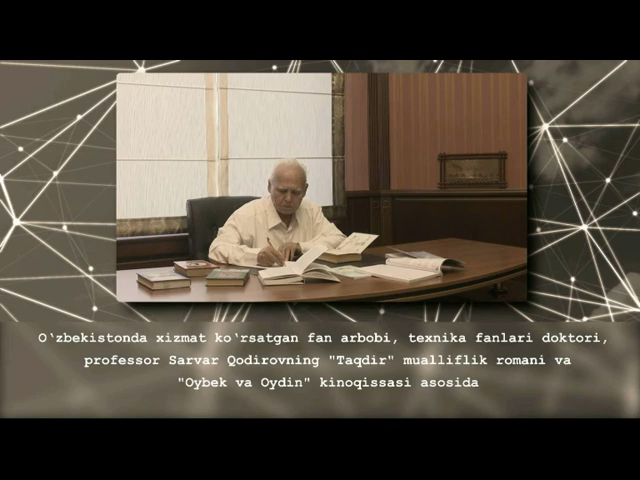 O‘zbekistonda xizmat ko‘rsatgan fan arbobi, texnika fanlari doktori,
professor Sarvar Qodirovning "Taqdir" mualliflik romani va
"Oybek va Oydin" kinoqissasi asosida